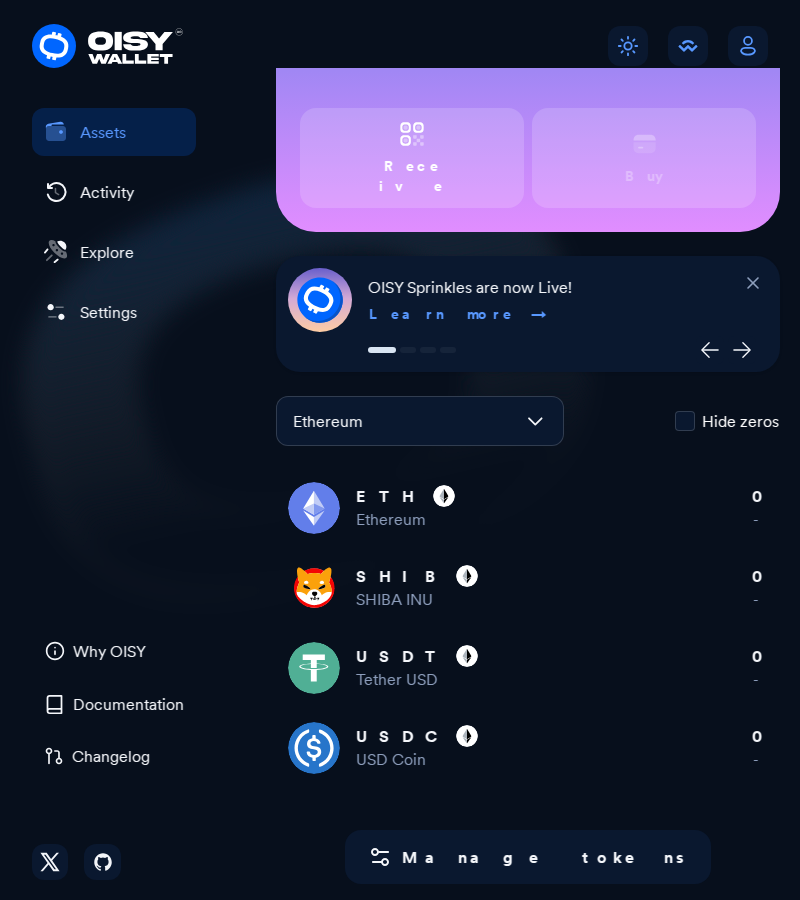 OISY
WALLET
Assets
Activity
Explore
Settings
Why OISY
Documentation
Changelog
Rece
ive
Buy
OISY Sprinkles are now Live!
Learn more →
Ethereum
Hide zeros
ETH
0
Ethereum
-
SHIB
0
SHIBA INU
-
USDT
0
Tether USD
-
USDC
0
USD Coin
-
Manage tokens